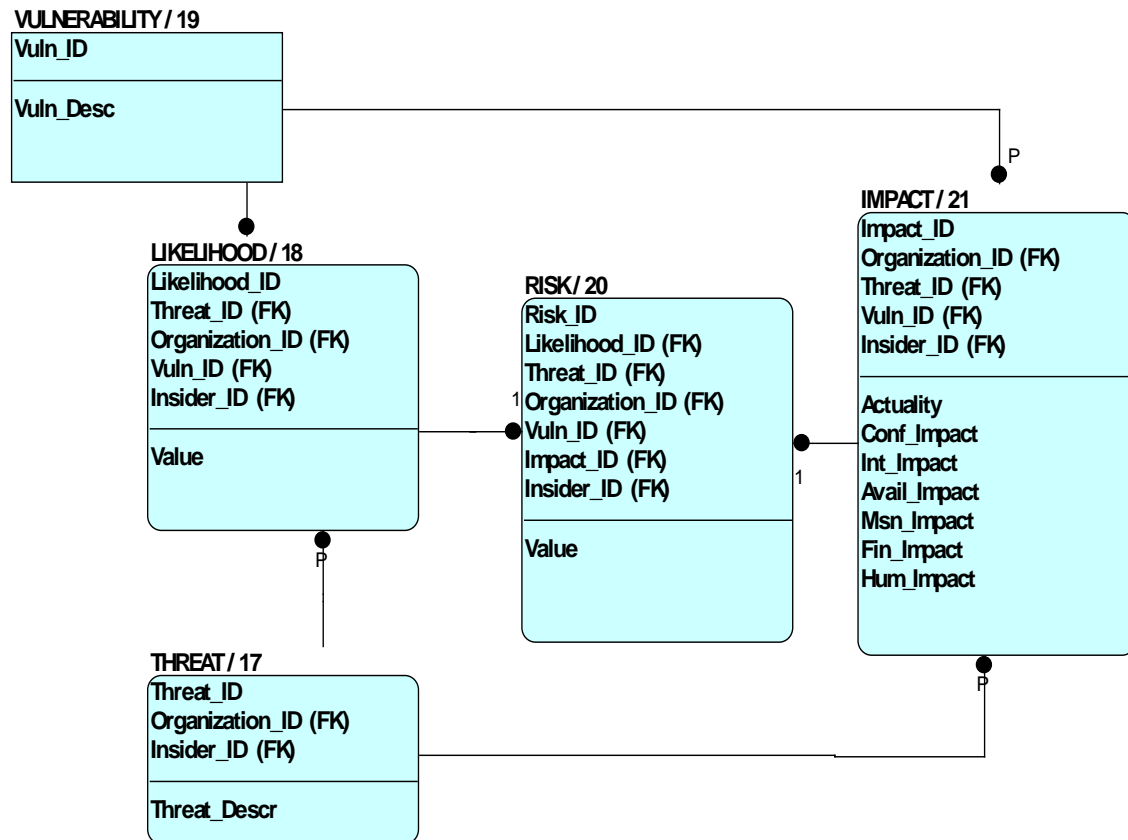 VULNERABILITY / 19
Vuln_ID
Vuln_Desc
P
LIKELIHOOD / 18
Likelihood_ID
Threat_ID (FK)
Organization_ID (FK)
Vuln_ID (FK)
Insider_ID (FK)
Value
P
1
RISK / 20
Risk_ID
Likelihood_ID (FK)
Threat_ID (FK)
Organization_ID (FK)
Vuln_ID (FK)
Impact_ID (FK)
Insider_ID (FK)
Value
1
IMPACT / 21
Impact_ID
Organization_ID (FK)
Threat_ID (FK)
Vuln_ID (FK)
Insider_ID (FK)
Actuality
Conf_Impact
Int_Impact
Avail_Impact
Msn_Impact
Fin_Impact
Hum_Impact
P
THREAT / 17
Threat_ID
Organization_ID (FK)
Insider_ID (FK)
Threat_Descr